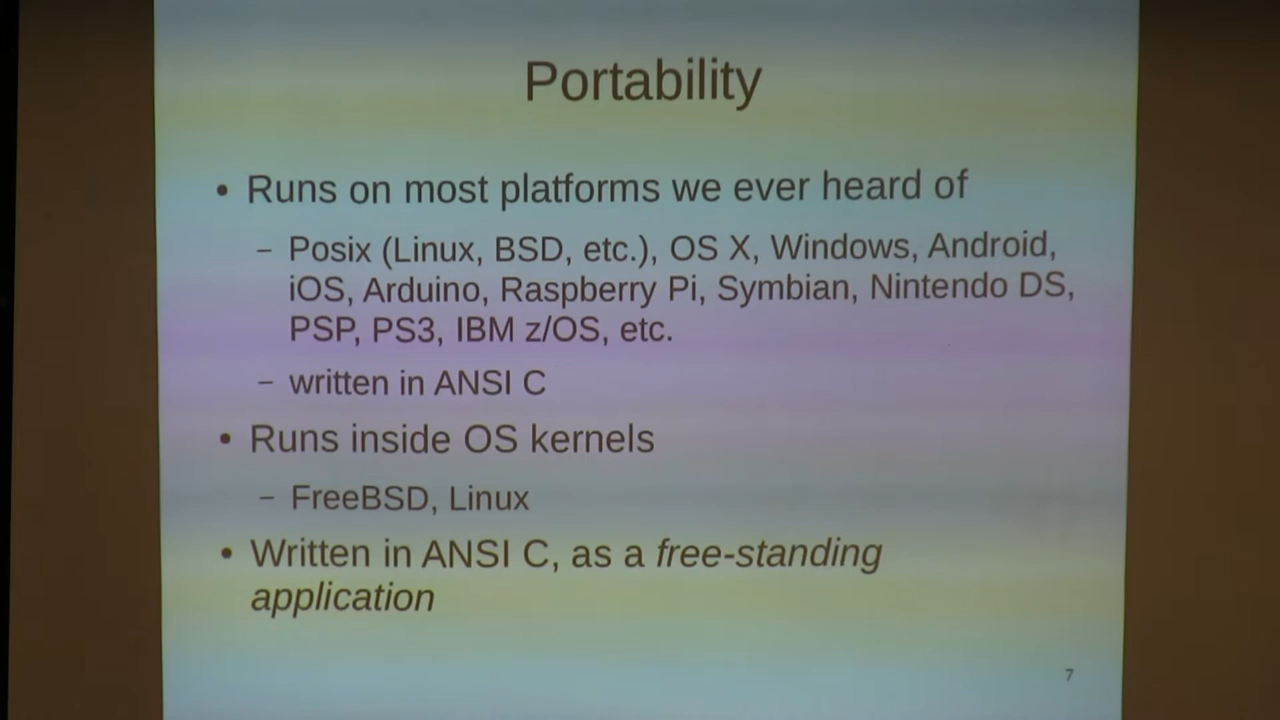 Portability
• Runs on most platforms we ever heard of
– Posix (Linux, BSD, etc.), OS X, Windows, Android,
iOS, Arduino, Raspberry Pi, Symbian, Nintendo DS,
PSP, PS3, IBM z/OS, etc.
– written in ANSI C
• Runs inside OS kernels
– FreeBSD, Linux
• Written in ANSI C, as a free-standing
application
7